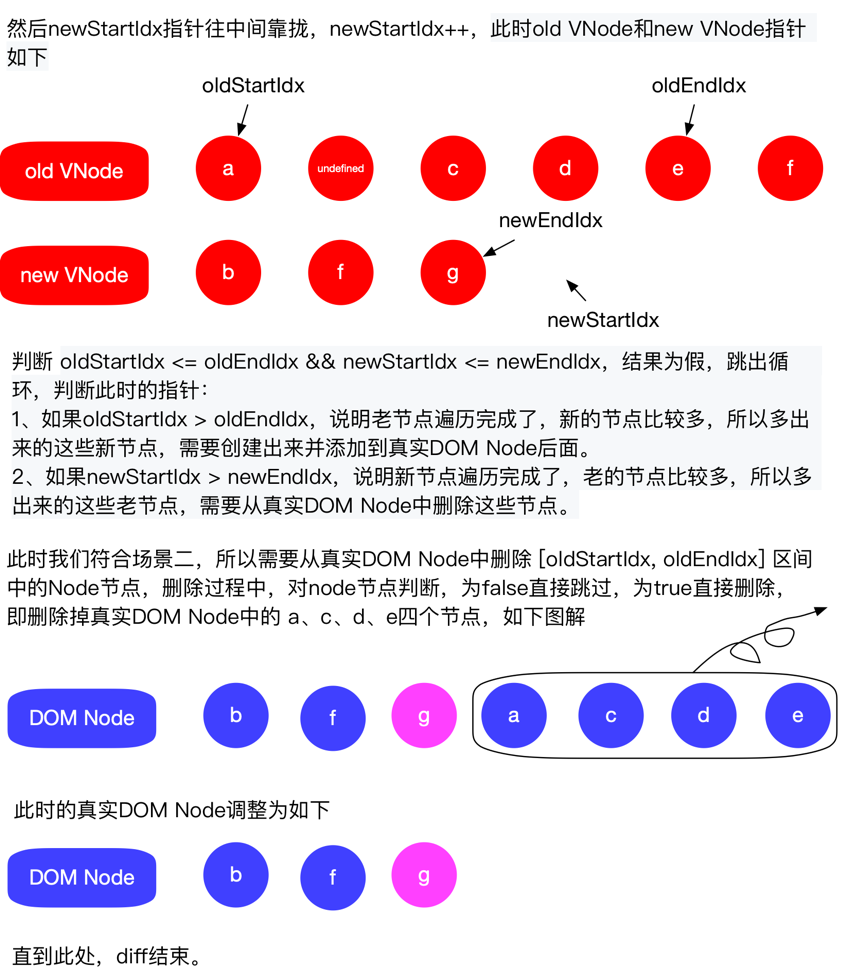 然后newStartIdx指针往中间靠拢，newStartIdx++，此时old VNode和new VNode指针
如下
oldStartIdx
oldEndIdx
old VNode
a
undefined
c
d
e
f
newEndIdx
new VNode
b
f
g
newStartIdx
判断 oldStartIdx <= oldEndIdx && newStartIdx <= newEndIdx，结果为假，跳出循
环，判断此时的指针：
1、如果oldStartIdx > oldEndIdx，说明老节点遍历完成了，新的节点比较多，所以多出
来的这些新节点，需要创建出来并添加到真实DOM Node后面。
2、如果newStartIdx > newEndIdx，说明新节点遍历完成了，老的节点比较多，所以多
出来的这些老节点，需要从真实DOM Node中删除这些节点。
此时我们符合场景二，所以需要从真实DOM Node中删除 [oldStartIdx, oldEndIdx] 区间
中的Node节点，删除过程中，对node节点判断，为false直接跳过，为true直接删除，
即删除掉真实DOM Node中的 a、c、d、e四个节点，如下图解
DOM Node
b
f
g
a
c
d
e
此时的真实DOM Node调整为如下
DOM Node
b
f
g
直到此处，diff结束。